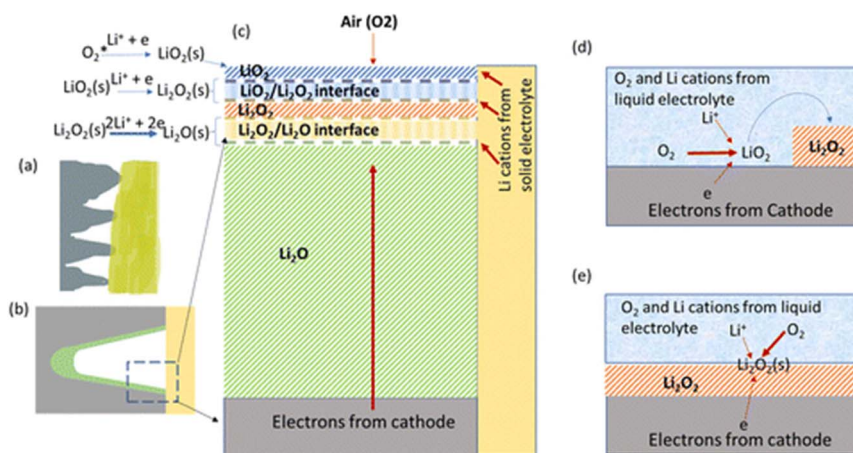 (c)
Air (O2)
O₂* Li⁺ + e LiO₂(s)
LiO₂(s) Li⁺ + e Li₂O₂(s)
Li₂O₂(s) 2Li⁺ + 2e Li₂O(s)
LiO₂
LiO₂/Li₂O₂ interface
Li₂O₂
Li₂O₂/Li₂O interface
Li cations from
solid electrolyte
Li₂O
Electrons from cathode
(a)
(b)
(d)
O₂ and Li cations from
liquid electrolyte
Li⁺
O₂
LiO₂
Li₂O₂
e
Electrons from Cathode
(e)
O₂ and Li cations from liquid
electrolyte
Li⁺
O₂
Li₂O₂(s)
Li₂O₂
e
Electrons from cathode